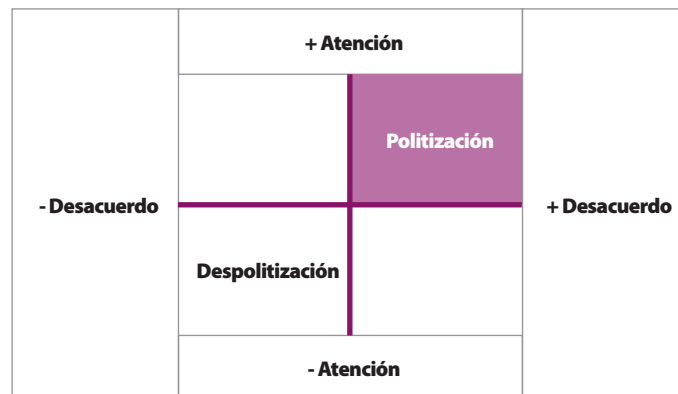 + Atención
Politización
- Desacuerdo
+ Desacuerdo
Despolitización
- Atención